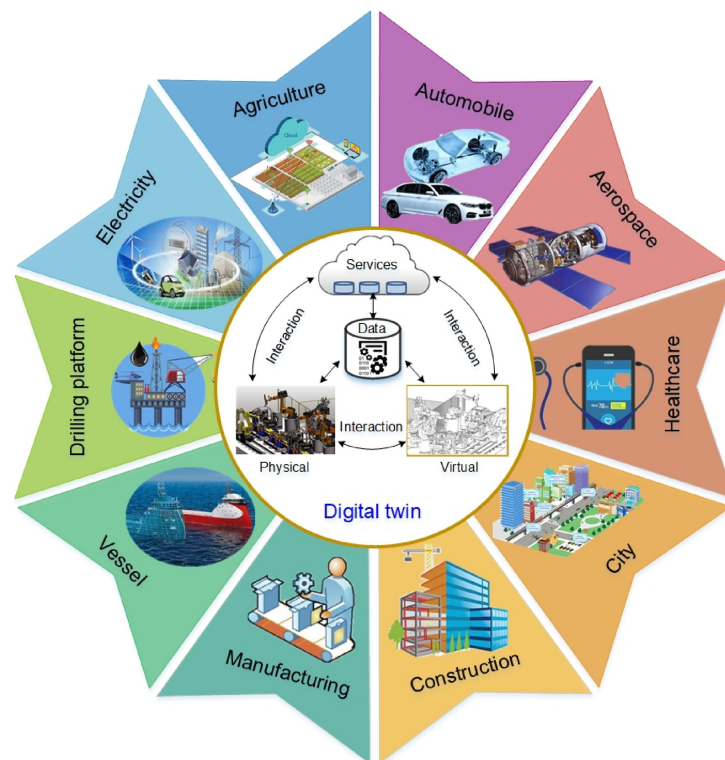 Agriculture
Automobile
Aerospace
Healthcare
City
Construction
Manufacturing
Vessel
Drilling platform
Electricity
Cloud
Services
Data
Interaction
Interaction
Interaction
Physical
Virtual
Digital twin